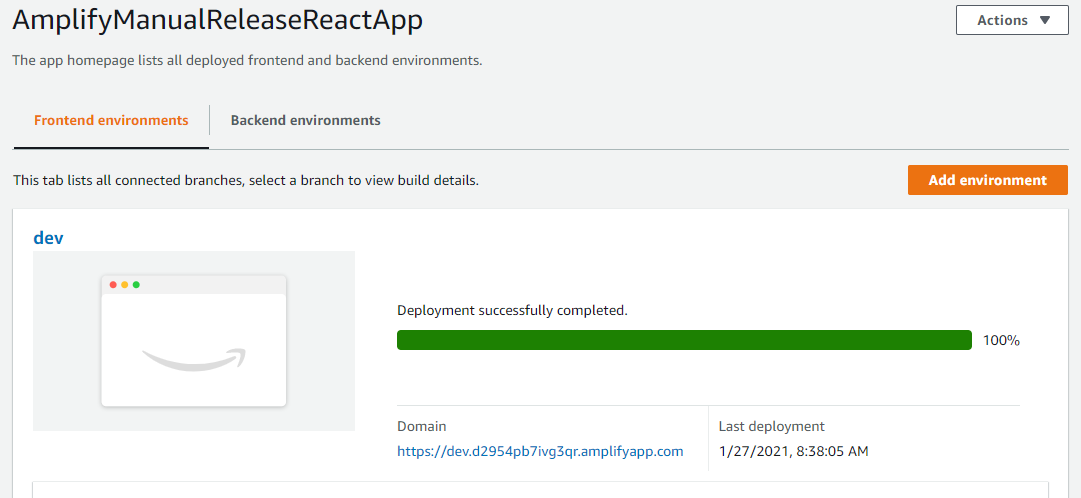 AmplifyManualReleaseReactApp
Actions
The app homepage lists all deployed frontend and backend environments.
Frontend environments
Backend environments
This tab lists all connected branches, select a branch to view build details.
Add environment
dev
Deployment successfully completed.
100%
Domain
https://dev.d2954pb7ivg3qr.amplifyapp.com
Last deployment
1/27/2021, 8:38:05 AM